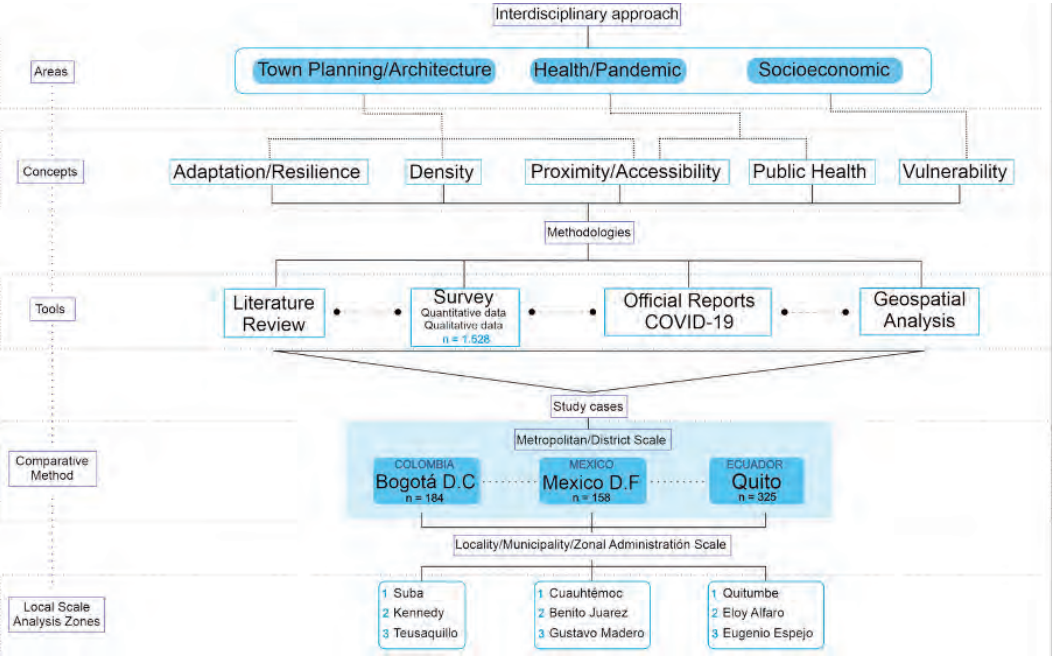 Interdisciplinary approach
Areas
Town Planning/Architecture
Health/Pandemic
Socioeconomic
Concepts
Adaptation/Resilience
Density
Proximity/Accessibility
Public Health
Vulnerability
Methodologies
Tools
Literature
Review
Survey
Quantitative data
Qualitative data
n = 1.528
Official Reports
COVID-19
Geospatial
Analysis
Study cases
Metropolitan/District Scale
Comparative
Method
COLOMBIA
Bogotá D.C
n = 184
MEXICO
Mexico D.F
n = 158
ECUADOR
Quito
n = 325
Locality/Municipality/Zonal Administratión Scale
Local Scale
Analysis Zones
1 Suba
2 Kennedy
3 Teusaquillo
1 Cuauhtémoc
2 Benito Juarez
3 Gustavo Madero
1 Quitumbe
2 Eloy Alfaro
3 Eugenio Espejo